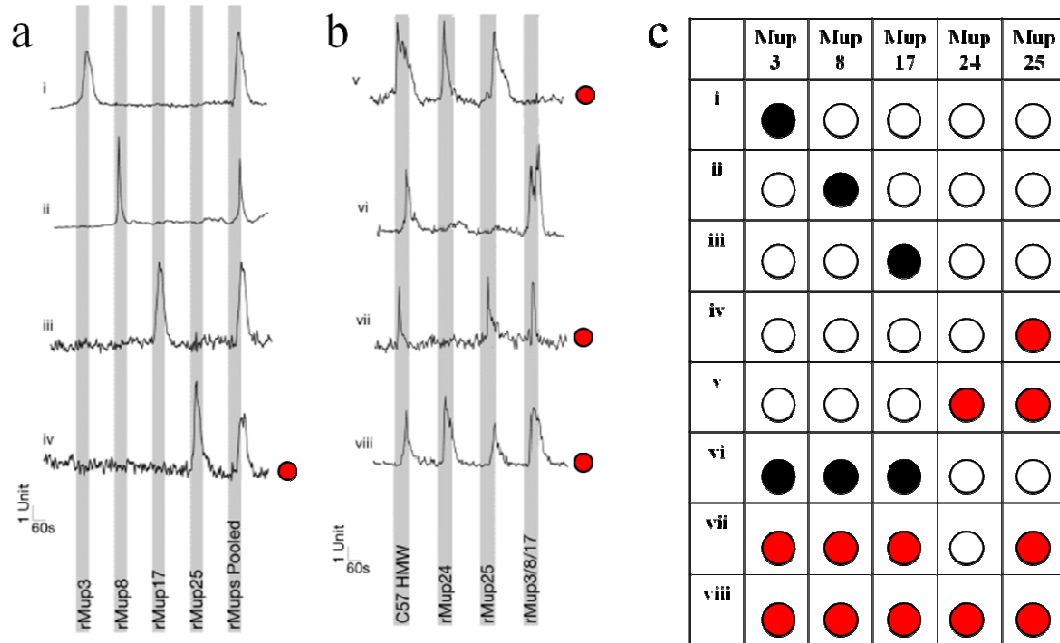 a
i
ii
iii
iv
1 Unit
60s
rMup3
rMup8
rMup17
rMup25
rMups Pooled
b
v
vi
vii
viii
1 Unit
60s
C57 HMW
rMup24
rMup25
rMup3/8/17
c
Mup 3
Mup 8
Mup 17
Mup 24
Mup 25
i
ii
iii
iv
v
vi
vii
viii